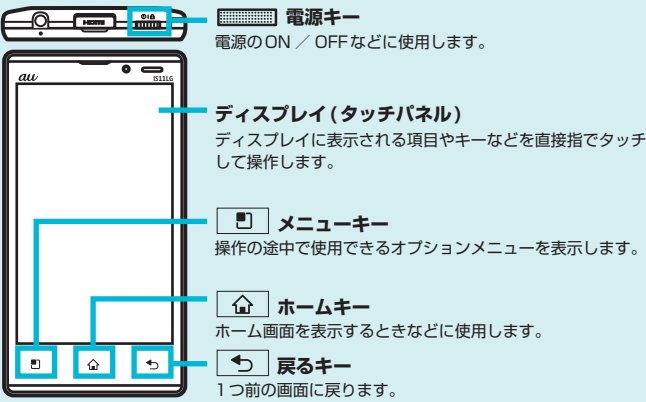 電源キー
電源のON ／ OFFなどに使用します。
HDMI
au
IS11LG
ディスプレイ(タッチパネル)
ディスプレイに表示される項目やキーなどを直接指でタッチ
して操作します。
メニューキー
操作の途中で使用できるオプションメニューを表示します。
ホームキー
ホーム画面を表示するときなどに使用します。
戻るキー
1つ前の画面に戻ります。